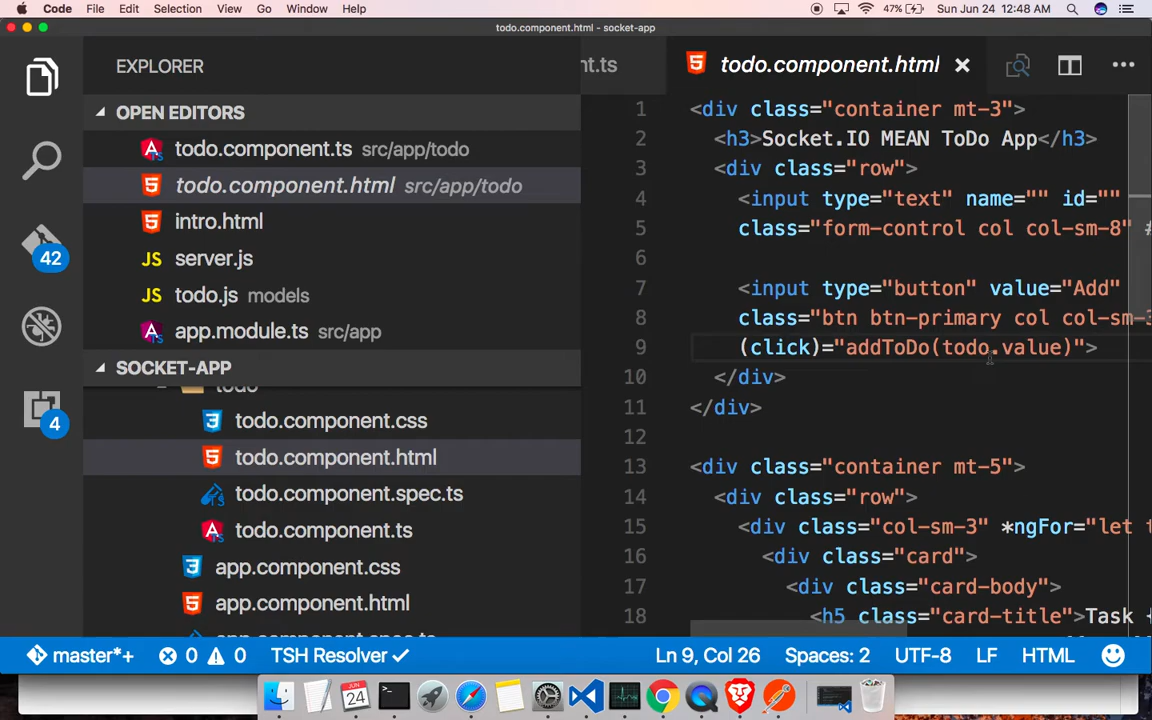 Code File Edit Selection View Go Window Help 47% Sun Jun 24 12:48 AM
todo.component.html - socket-app
EXPLORER
OPEN EDITORS
todo.component.ts src/app/todo
todo.component.html src/app/todo
intro.html
server.js
todo.js models
app.module.ts src/app
SOCKET-APP
todo
todo.component.css
todo.component.html
todo.component.spec.ts
todo.component.ts
app.component.css
app.component.html
app.component.spec.ts
42
4
nt.ts
todo.component.html
1 <div class="container mt-3">
2 <h3>Socket.IO MEAN ToDo App</h3>
3 <div class="row">
4 <input type="text" name="" id=""
5 class="form-control col col-sm-8" #
6
7 <input type="button" value="Add"
8 class="btn btn-primary col col-sm-3
9 (click)="addToDo(todo.value)">
10 </div>
11 </div>
12
13 <div class="container mt-5">
14 <div class="row">
15 <div class="col-sm-3" *ngFor="let t
16 <div class="card">
17 <div class="card-body">
18 <h5 class="card-title">Task {
master*+ 0 0 TSH Resolver Ln 9, Col 26 Spaces: 2 UTF-8 LF HTML
JUN
24